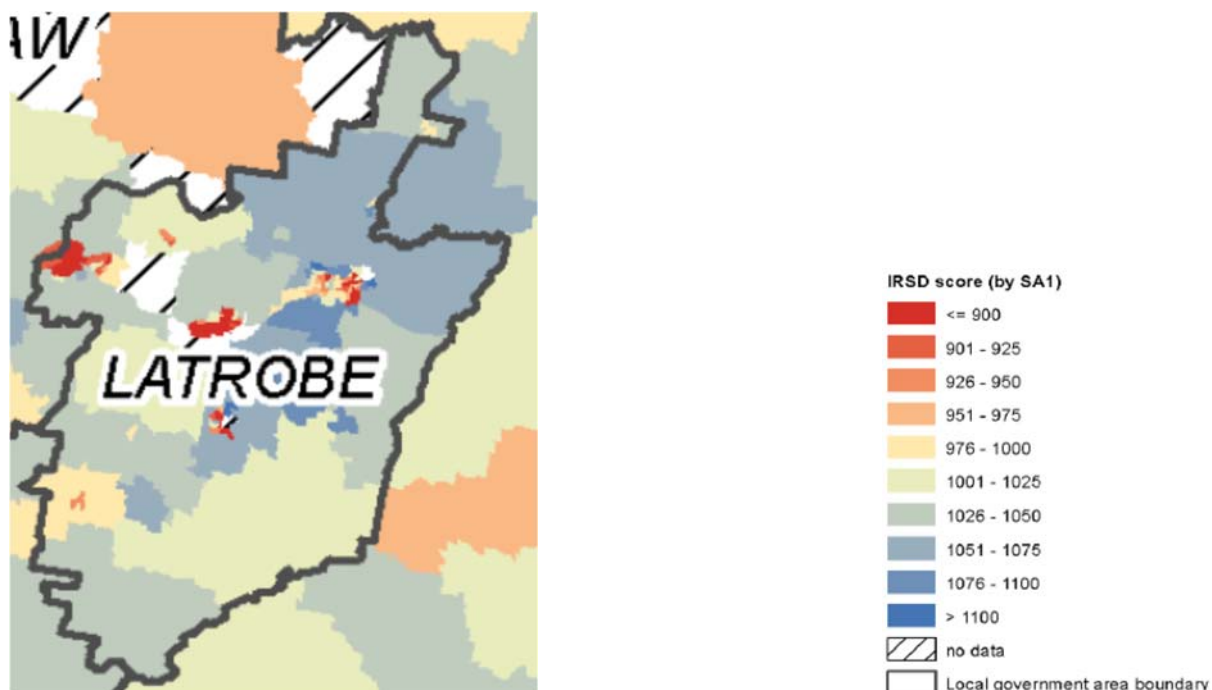 AW
LATROBE
IRSD score (by SA1)
<= 900
901 - 925
926 - 950
951 - 975
976 - 1000
1001 - 1025
1026 - 1050
1051 - 1075
1076 - 1100
> 1100
no data
Local government area boundary